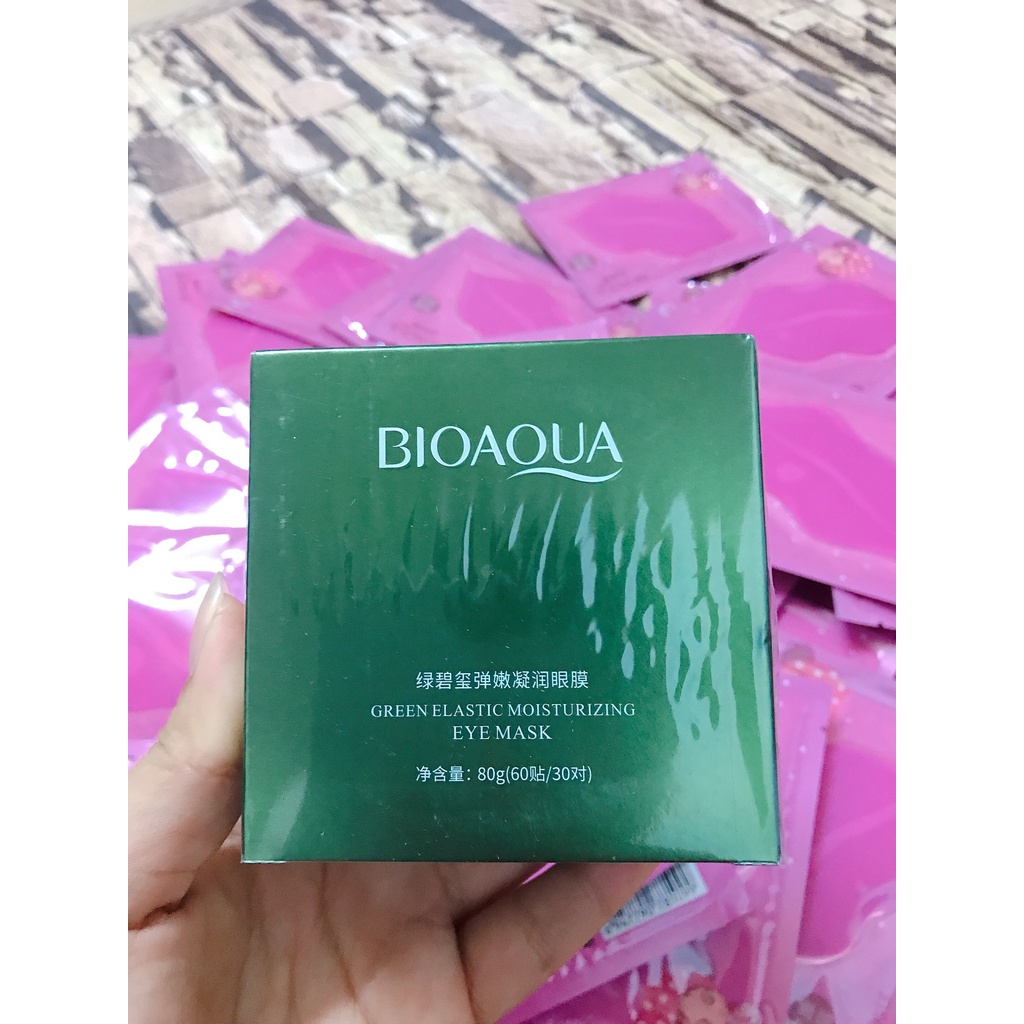 BIOAQUA
绿碧玺弹嫩凝润眼膜
GREEN ELASTIC MOISTURIZING
EYE MASK
净含量: 80g(60贴/30对)